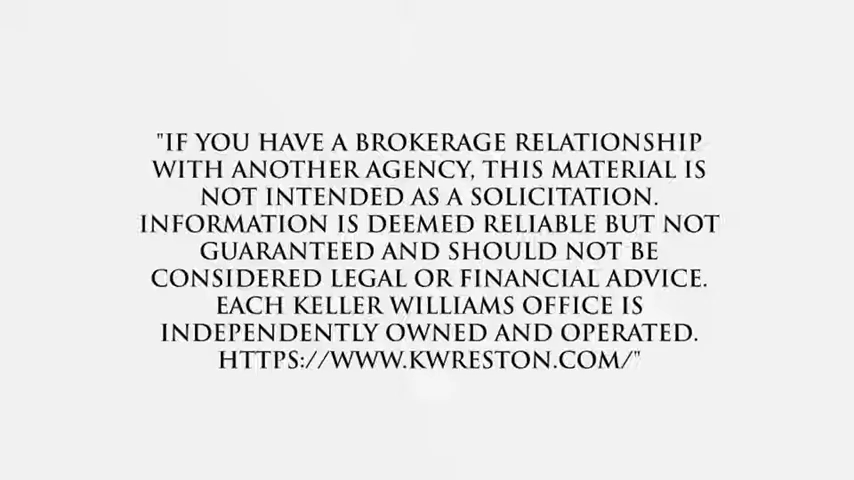 "IF YOU HAVE A BROKERAGE RELATIONSHIP
WITH ANOTHER AGENCY, THIS MATERIAL IS
NOT INTENDED AS A SOLICITATION.
INFORMATION IS DEEMED RELIABLE BUT NOT
GUARANTEED AND SHOULD NOT BE
CONSIDERED LEGAL OR FINANCIAL ADVICE.
EACH KELLER WILLIAMS OFFICE IS
INDEPENDENTLY OWNED AND OPERATED.
HTTPS://WWW.KWRESTON.COM/"